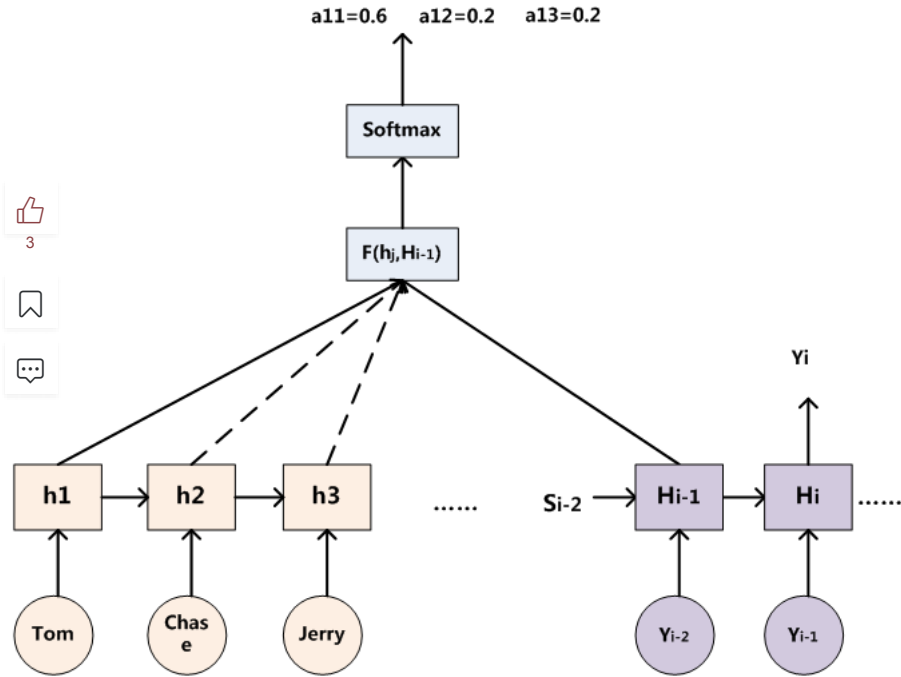 a11=0.6 a12=0.2 a13=0.2
Softmax
3
F(hj,Hi-1)
Yi
h1 h2 h3 ...... Si-2 Hi-1 Hi ......
Tom
Chas
e
Jerry
Yi-2
Yi-1